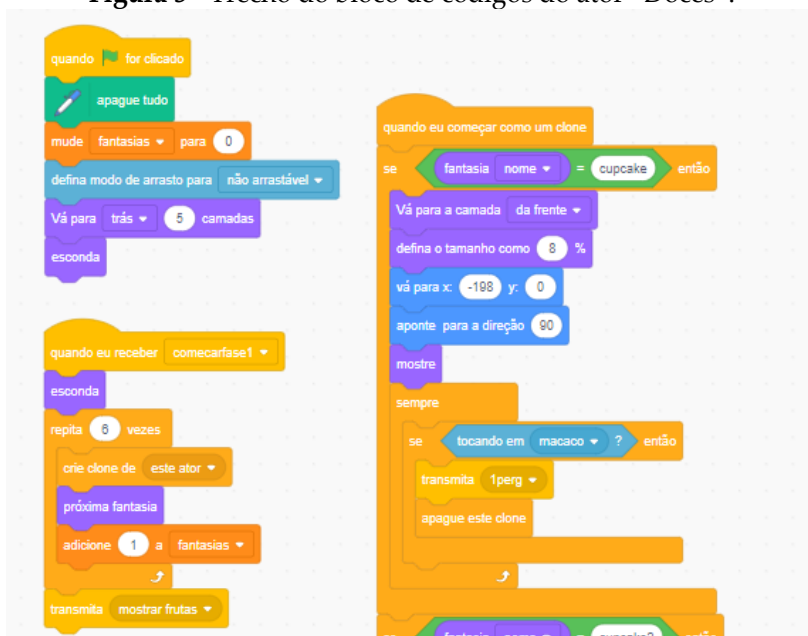 quando for clicado
apague tudo
mude fantasias para 0
defina modo de arrasto para não arrastável
Vá para trás 5 camadas
esconda
quando eu receber comecarfase1
esconda
repita 6 vezes
crie clone de este ator
próxima fantasia
adicione 1 a fantasias
transmita mostrar frutas
quando eu começar como um clone
se fantasia nome = cupcake então
Vá para a camada da frente
defina o tamanho como 8 %
vá para x: -198 y: 0
aponte para a direção 90
mostre
sempre
se tocando em macaco ? então
transmita 1perg
apague este clone